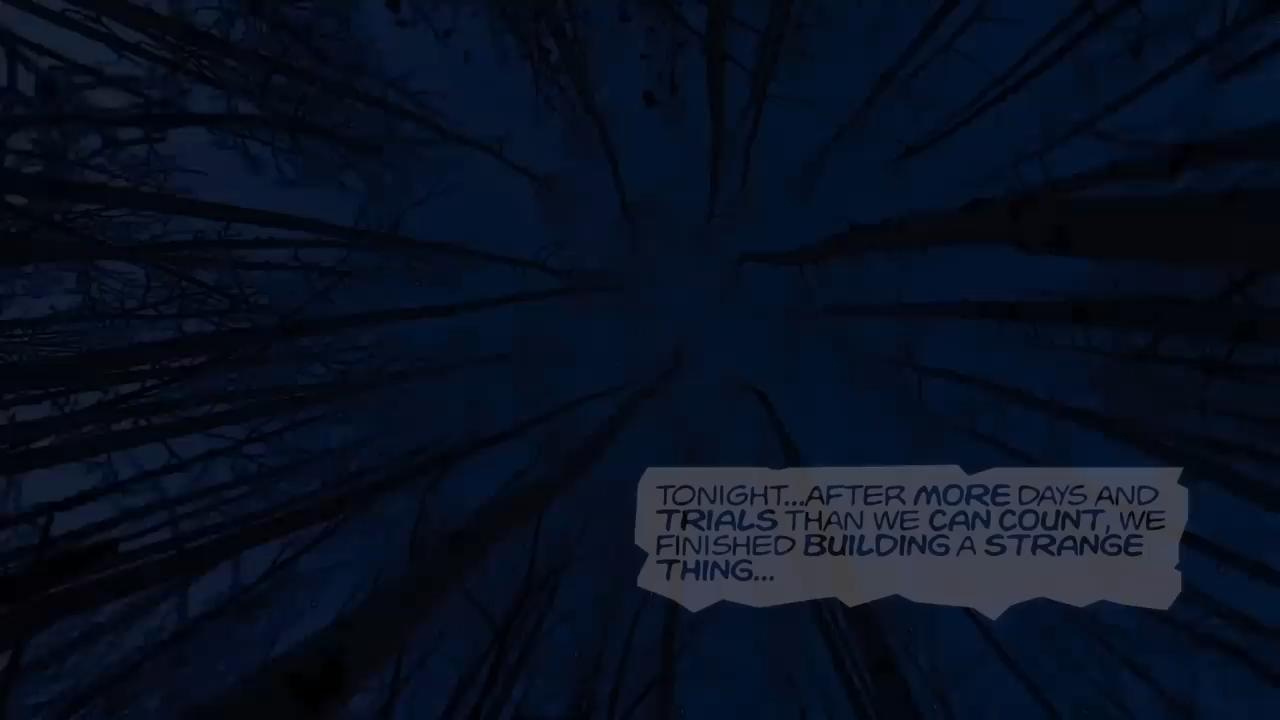 TONIGHT...AFTER MORE DAYS AND
TRIALS THAN WE CAN COUNT, WE
FINISHED BUILDING A STRANGE
THING...